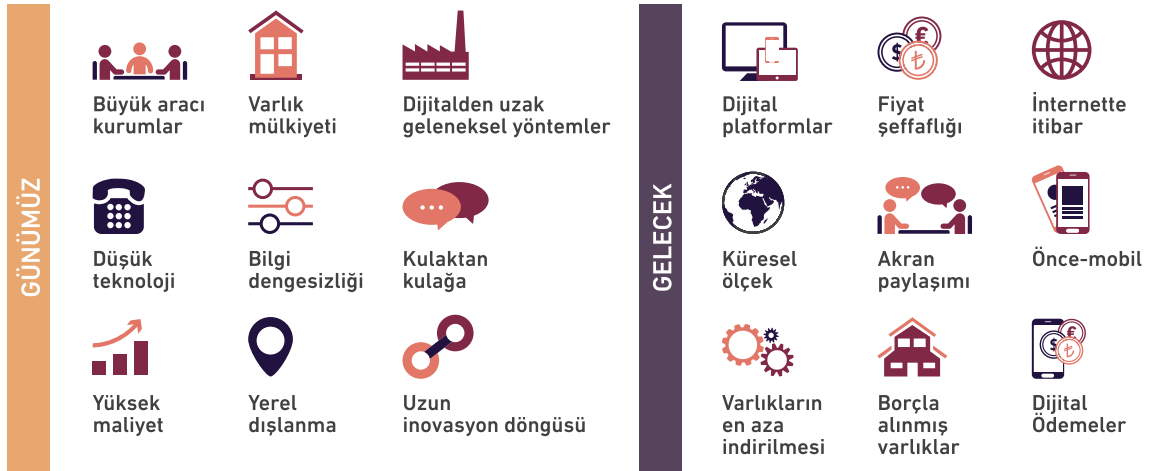 GÜNÜMÜZ
Büyük aracı
kurumlar
Varlık
mülkiyeti
Dijitalden uzak
geleneksel yöntemler
Düşük
teknoloji
Bilgi
dengesizliği
Kulaktan
kulağa
Yüksek
maliyet
Yerel
dışlanma
Uzun
inovasyon döngüsü
GELECEK
Dijital
platformlar
Fiyat
şeffaflığı
İnternette
itibar
Küresel
ölçek
Akran
paylaşımı
Önce-mobil
Varlıkların
en aza
indirilmesi
Borçla
alınmış
varlıklar
Dijital
Ödemeler